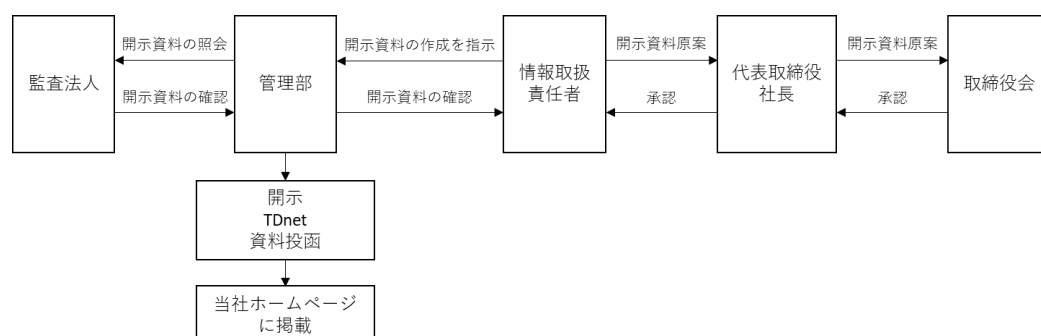 開示資料の照会
開示資料の作成を指示
開示資料原案
開示資料原案
監査法人
管理部
情報取扱
責任者
代表取締役
社長
取締役会
開示資料の確認
開示資料の確認
承認
承認
開示
TDnet
資料投函
当社ホームページ
に掲載